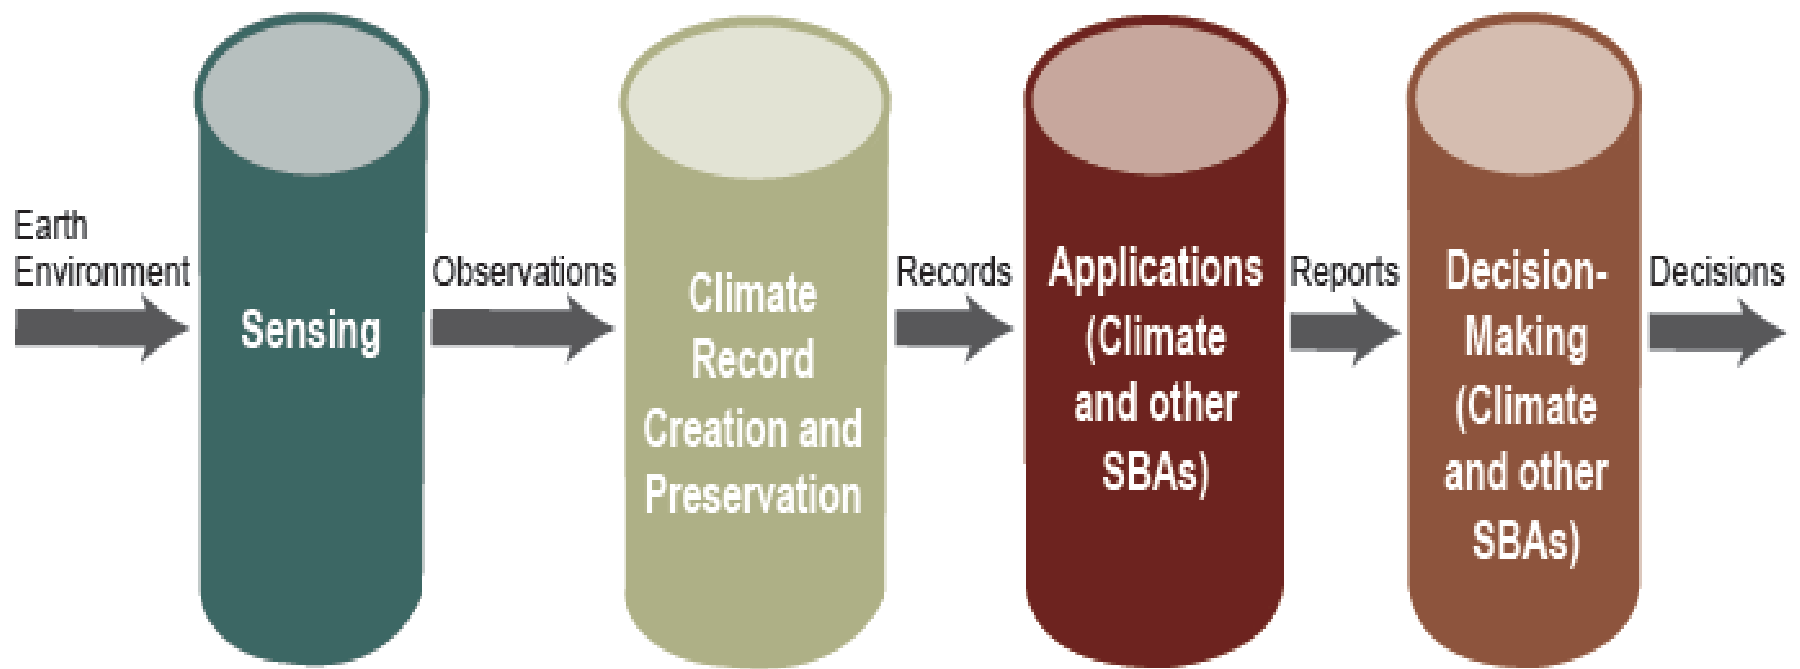 Earth
Environment
Sensing
Observations
Climate
Record
Creation and
Preservation
Records
Applications
(Climate
and other
SBAs)
Reports
Decision-
Making
(Climate
and other
SBAs)
Decisions